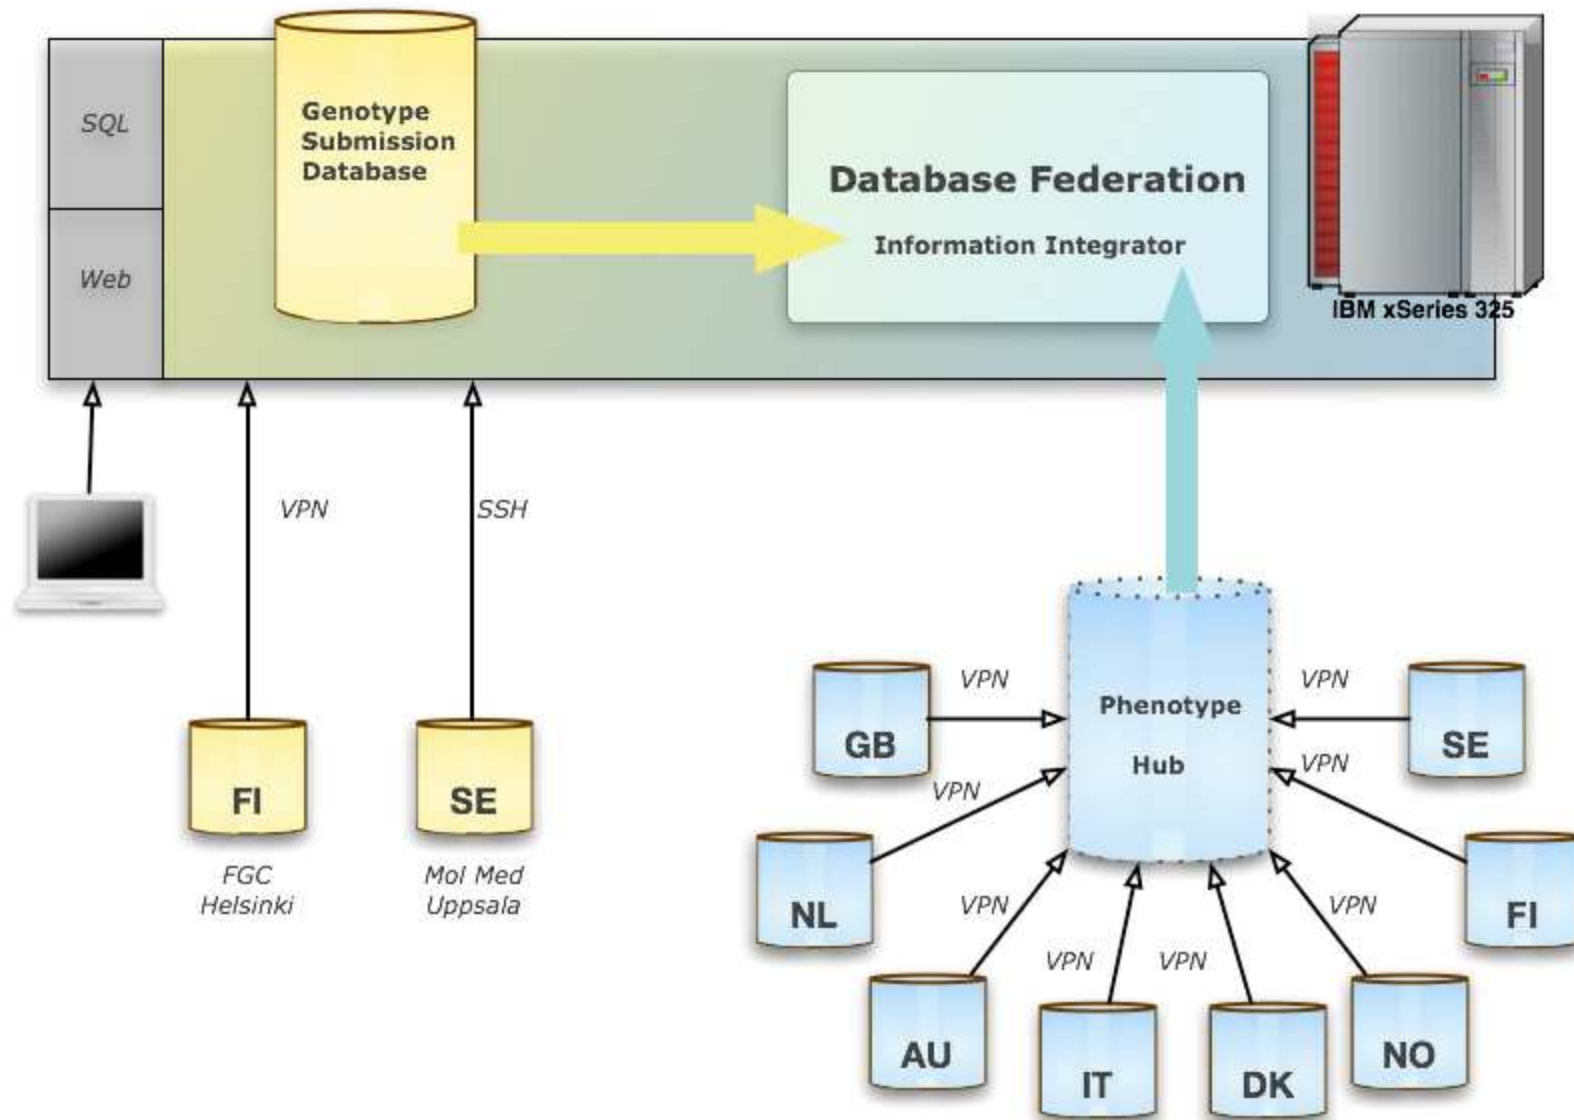 SQL
Web
Genotype
Submission
Database
Database Federation
Information Integrator
IBM xSeries 325
VPN
SSH
FI
FGC
Helsinki
SE
Mol Med
Uppsala
Phenotype
Hub
VPN
GB
VPN
SE
VPN
NL
VPN
FI
VPN
AU
VPN
IT
VPN
DK
VPN
NO